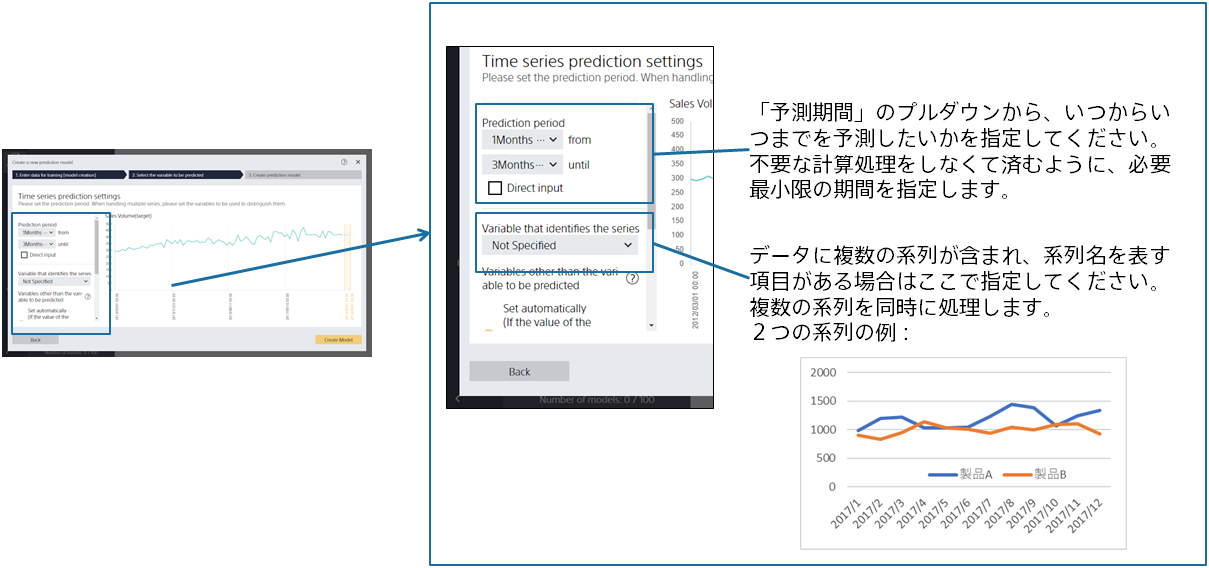 Create a new prediction model
1. Enter data for training [model creation]
2. Select the variable to be predicted
3. Create prediction model
Time series prediction settings
Please set the prediction period. When handling multiple series, please set the variables to be used to distinguish them.
Prediction period
1Months ··· from
3Months··· until
Direct input
Variable that identifies the series
Not Specified
Variables other than the vari-
able to be predicted
Set automatically
(If the value of the
Sales Volume(target)
Back
Create Model
Number of models: 0 / 100
Time series prediction settings
Please set the prediction period. When handling
Prediction period
1Months ··· from
3Months··· until
Direct input
Variable that identifies the series
Not Specified
Variables other than the vari-
able to be predicted
Set automatically
(If the value of the
Sales Vol
500
450
400
350
300
250
200
150
100
50
0
2012/03/01 00:00
Back
Number of models: 0 / 100
「予測期間」のプルダウンから、いつからい
つまでを予測したいかを指定してください。
不要な計算処理をしなくて済むように、必要
最小限の期間を指定します。
データに複数の系列が含まれ、系列名を表す
項目がある場合はここで指定してください。
複数の系列を同時に処理します。
２つの系列の例：
2000
1500
1000
500
0
製品A 製品B
2017/1
2017/2
2017/3
2017/4
2017/5
2017/6
2017/7
2017/8
2017/9
2017/10
2017/11
2017/12